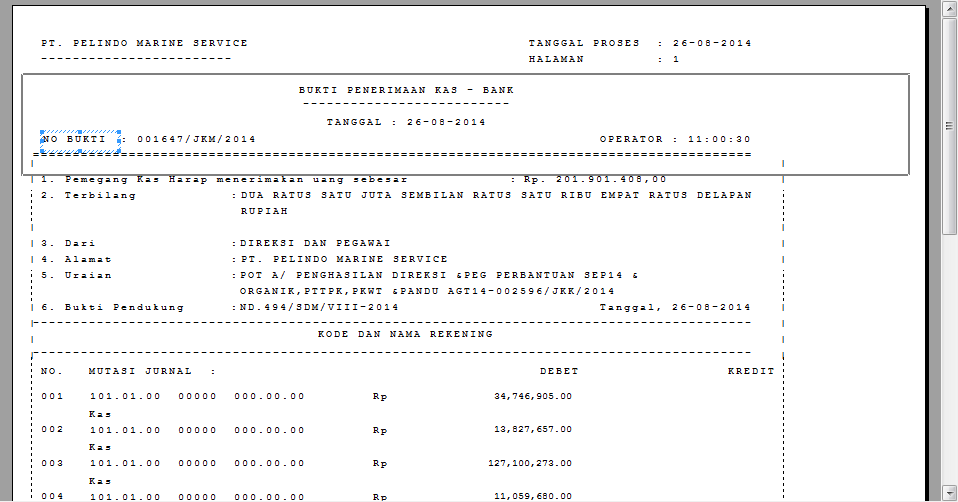 PT. PELINDO MARINE SERVICE TANGGAL PROSES : 26-08-2014
------------------------
HALAMAN : 1
BUKTI PENERIMAAN KAS - BANK
--------------------------
TANGGAL : 26-08-2014
NO BUKTI : 001647/JKM/2014 OPERATOR : 11:00:30
1. Pemegang Kas Harap menerimakan uang sebesar : Rp. 201.901.408,00
2. Terbilang :DUA RATUS SATU JUTA SEMBILAN RATUS SATU RIBU EMPAT RATUS DELAPAN
RUPIAH
3. Dari :DIREKSI DAN PEGAWAI
4. Alamat :PT. PELINDO MARINE SERVICE
5. Uraian :POT A/ PENGHASILAN DIREKSI &PEG PERBANTUAN SEP14 &
ORGANIK,PTTPK,PKWT &PANDU AGT14-002596/JKK/2014
6. Bukti Pendukung :ND.494/SDM/VIII-2014 Tanggal, 26-08-2014
KODE DAN NAMA REKENING
NO. MUTASI JURNAL : DEBET KREDIT
001 101.01.00 00000 000.00.00 Rp 34,746,905.00
Kas
002 101.01.00 00000 000.00.00 Rp 13,827,657.00
Kas
003 101.01.00 00000 000.00.00 Rp 127,100,273.00
Kas
004 101.01.00 00000 000.00.00 Rp 11,059,680.00